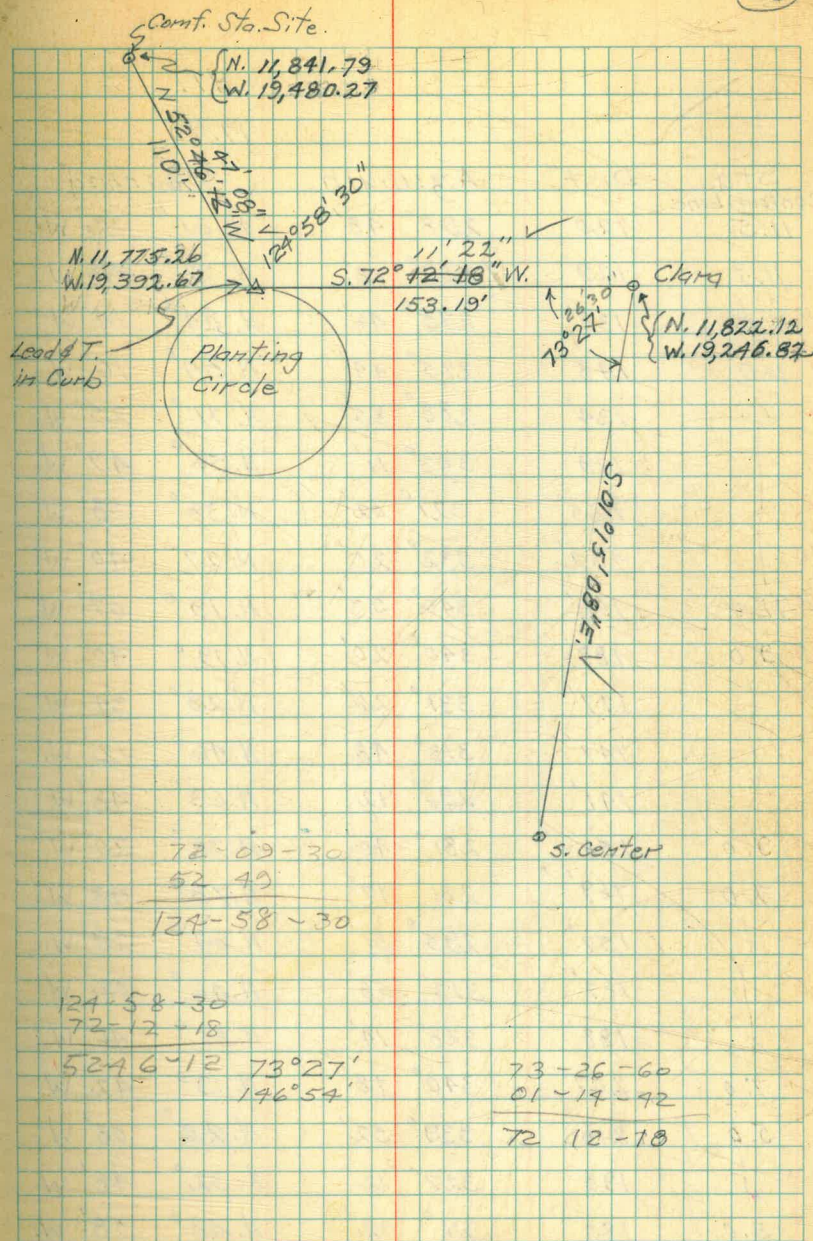 Comf. Sta. Site.
N. 11,841.79
W. 19,480.27
N 52° 46' 12" W
47' 08"
110'
124° 58' 30"
N. 11,775.26
W. 19,392.67
11' 22"
S. 72° 12' 18" W.
153.19'
Clara
26' 30"
73° 27'
N. 11,822.12
W. 19,246.82
Lead & T.
in Curb
Planting
Circle
S. 01° 15' 08" E.
S. Center
72-09-30
52 49
124-58-30
124-58-30
72-12-18
52 46-12
73° 27'
146° 54'
73-26-60
01-14-42
72 12-18